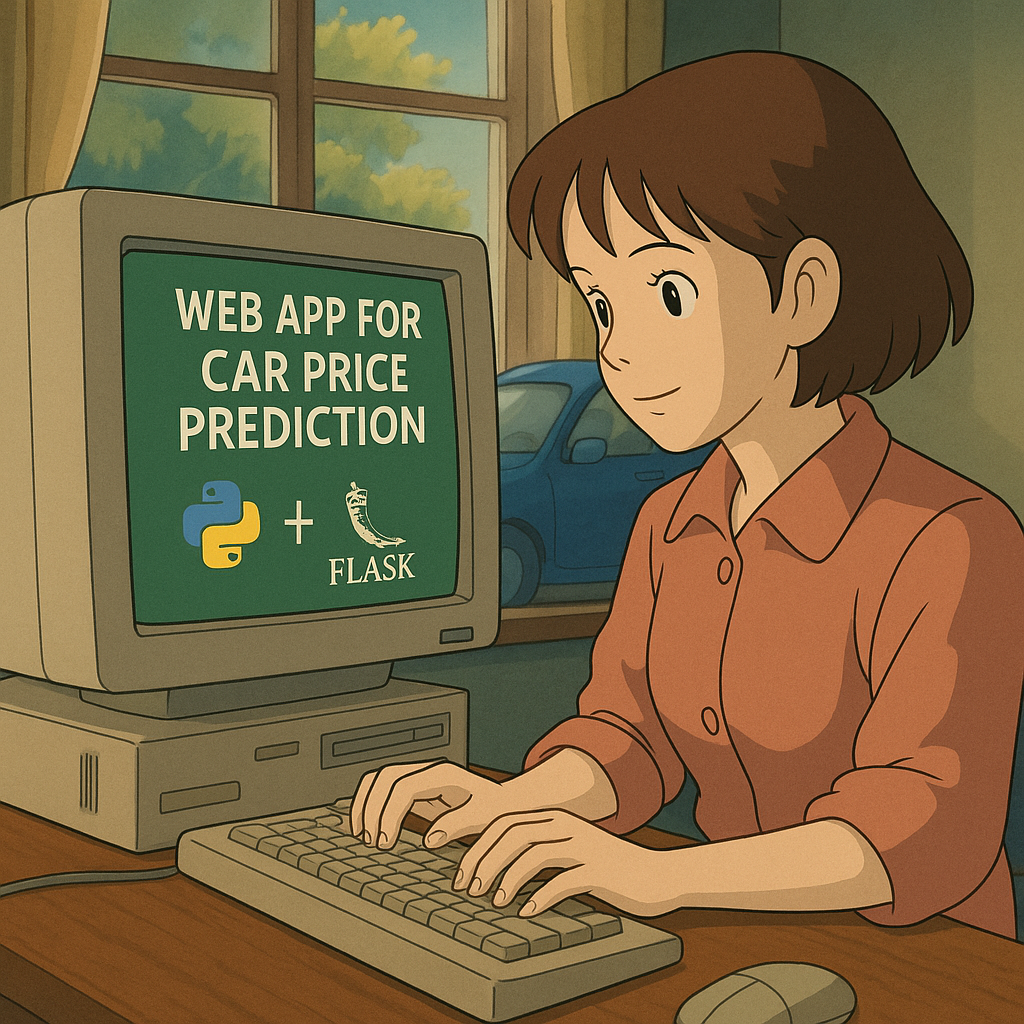 WEB APP FOR
CAR PRICE
PREDICTION
+
FLASK